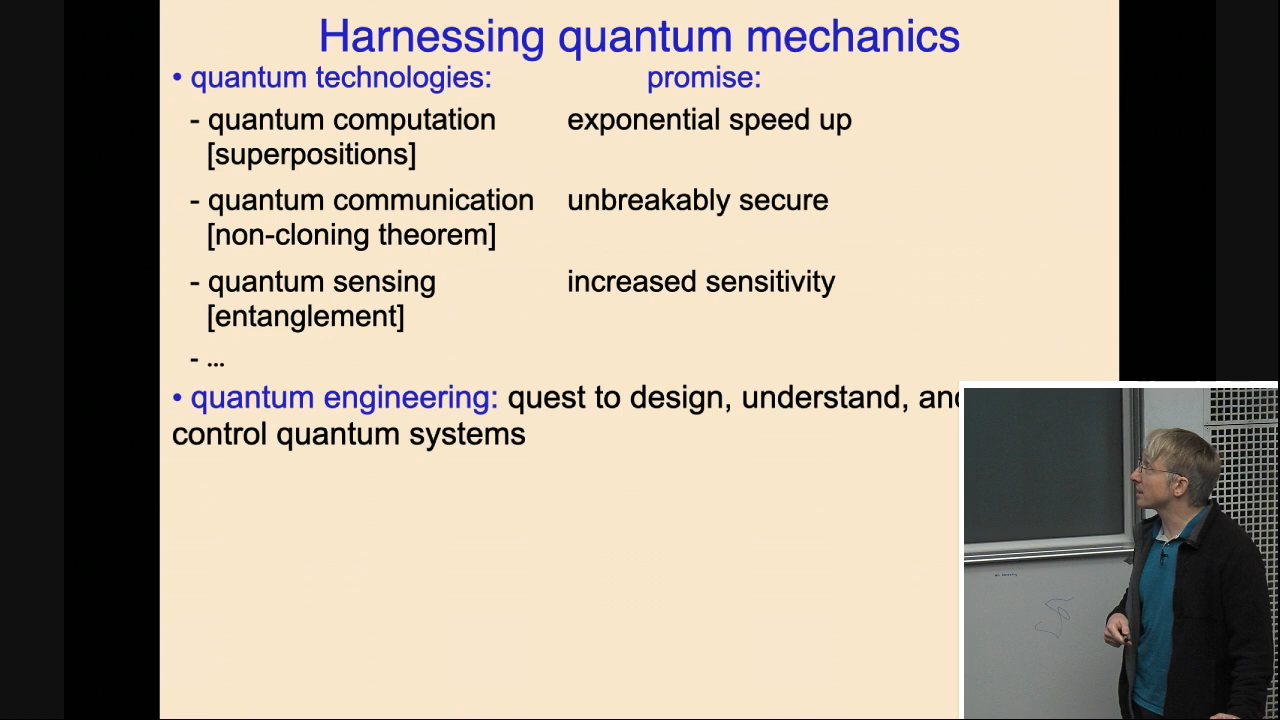 Harnessing quantum mechanics
• quantum technologies: promise:
- quantum computation exponential speed up
[superpositions]
- quantum communication unbreakably secure
[non-cloning theorem]
- quantum sensing increased sensitivity
[entanglement]
- ...
• quantum engineering: quest to design, understand, and
control quantum systems